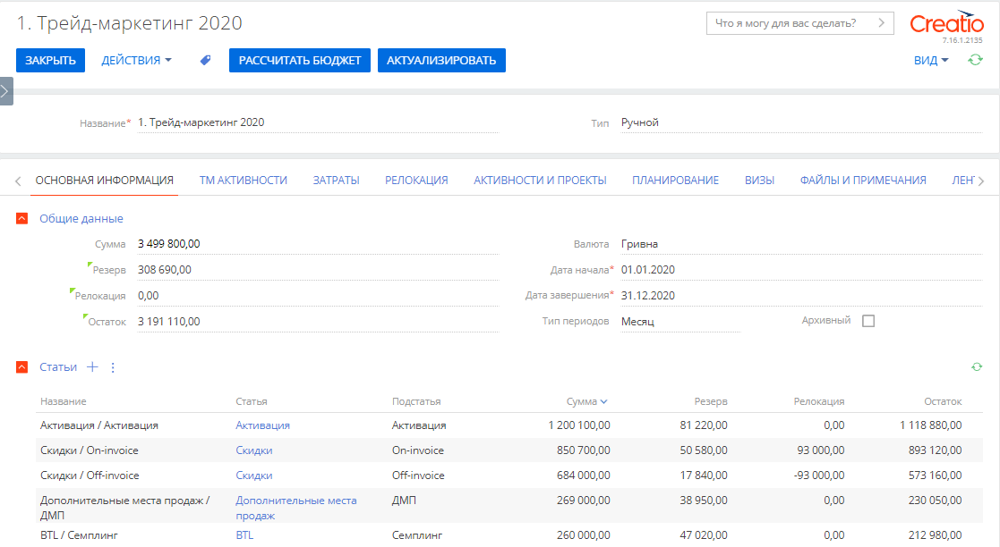 1. Трейд-маркетинг 2020
Что я могу для вас сделать?
Creatio
7.16.1.2135
ЗАКРЫТЬ ДЕЙСТВИЯ РАССЧИТАТЬ БЮДЖЕТ АКТУАЛИЗИРОВАТЬ ВИД
Название* 1. Трейд-маркетинг 2020 Тип Ручной
ОСНОВНАЯ ИНФОРМАЦИЯ ТМ АКТИВНОСТИ ЗАТРАТЫ РЕЛОКАЦИЯ АКТИВНОСТИ И ПРОЕКТЫ ПЛАНИРОВАНИЕ ВИЗЫ ФАЙЛЫ И ПРИМЕЧАНИЯ ЛЕН
Общие данные
Сумма 3 499 800,00 Валюта Гривна
Резерв 308 690,00 Дата начала* 01.01.2020
Релокация 0,00 Дата завершения* 31.12.2020
Остаток 3 191 110,00 Тип периодов Месяц Архивный
Статьи
Название Статья Подстатья Сумма Резерв Релокация Остаток
Активация / Активация Активация Активация 1 200 100,00 81 220,00 0,00 1 118 880,00
Скидки / On-invoice Скидки On-invoice 850 700,00 50 580,00 93 000,00 893 120,00
Скидки / Off-invoice Скидки Off-invoice 684 000,00 17 840,00 -93 000,00 573 160,00
Дополнительные места продаж / Дополнительные места ДМП 269 000,00 38 950,00 0,00 230 050,00
ДМП продаж
BTL / Семплинг BTL Семплинг 260 000,00 47 020,00 0,00 212 980,00